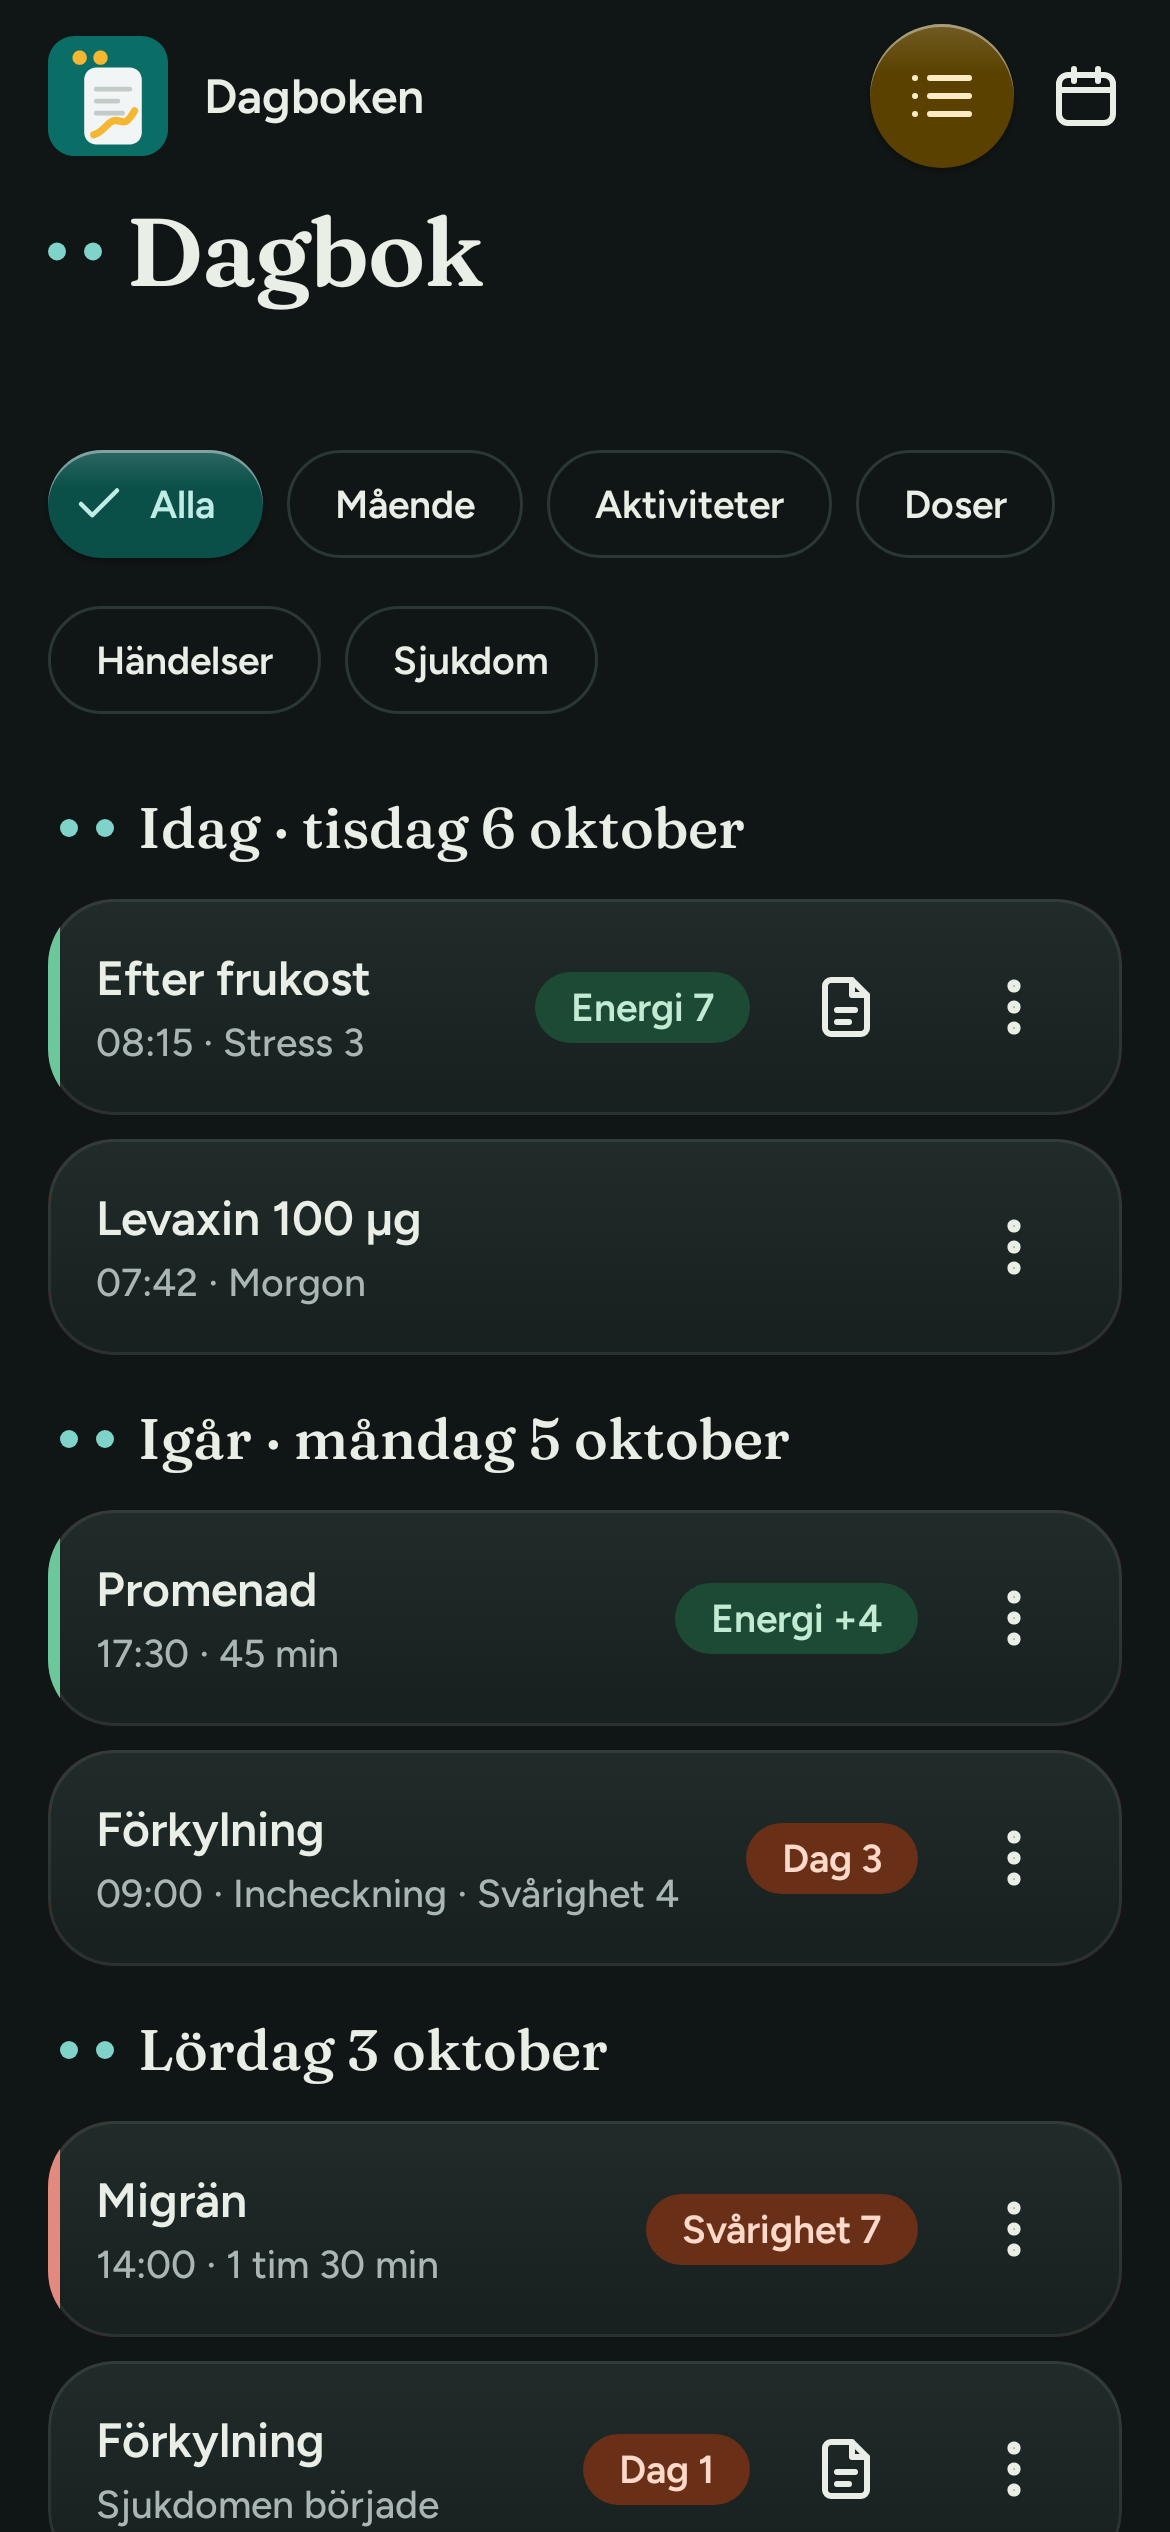 Dagboken
Dagbok
Alla
Mående
Aktiviteter
Doser
Händelser
Sjukdom
Idag · tisdag 6 oktober
Efter frukost
08:15 · Stress 3
Energi 7
Levaxin 100 µg
07:42 · Morgon
Igår · måndag 5 oktober
Promenad
17:30 · 45 min
Energi +4
Förkylning
09:00 · Incheckning · Svårighet 4
Dag 3
Lördag 3 oktober
Migrän
14:00 · 1 tim 30 min
Svårighet 7
Förkylning
Sjukdomen började
Dag 1